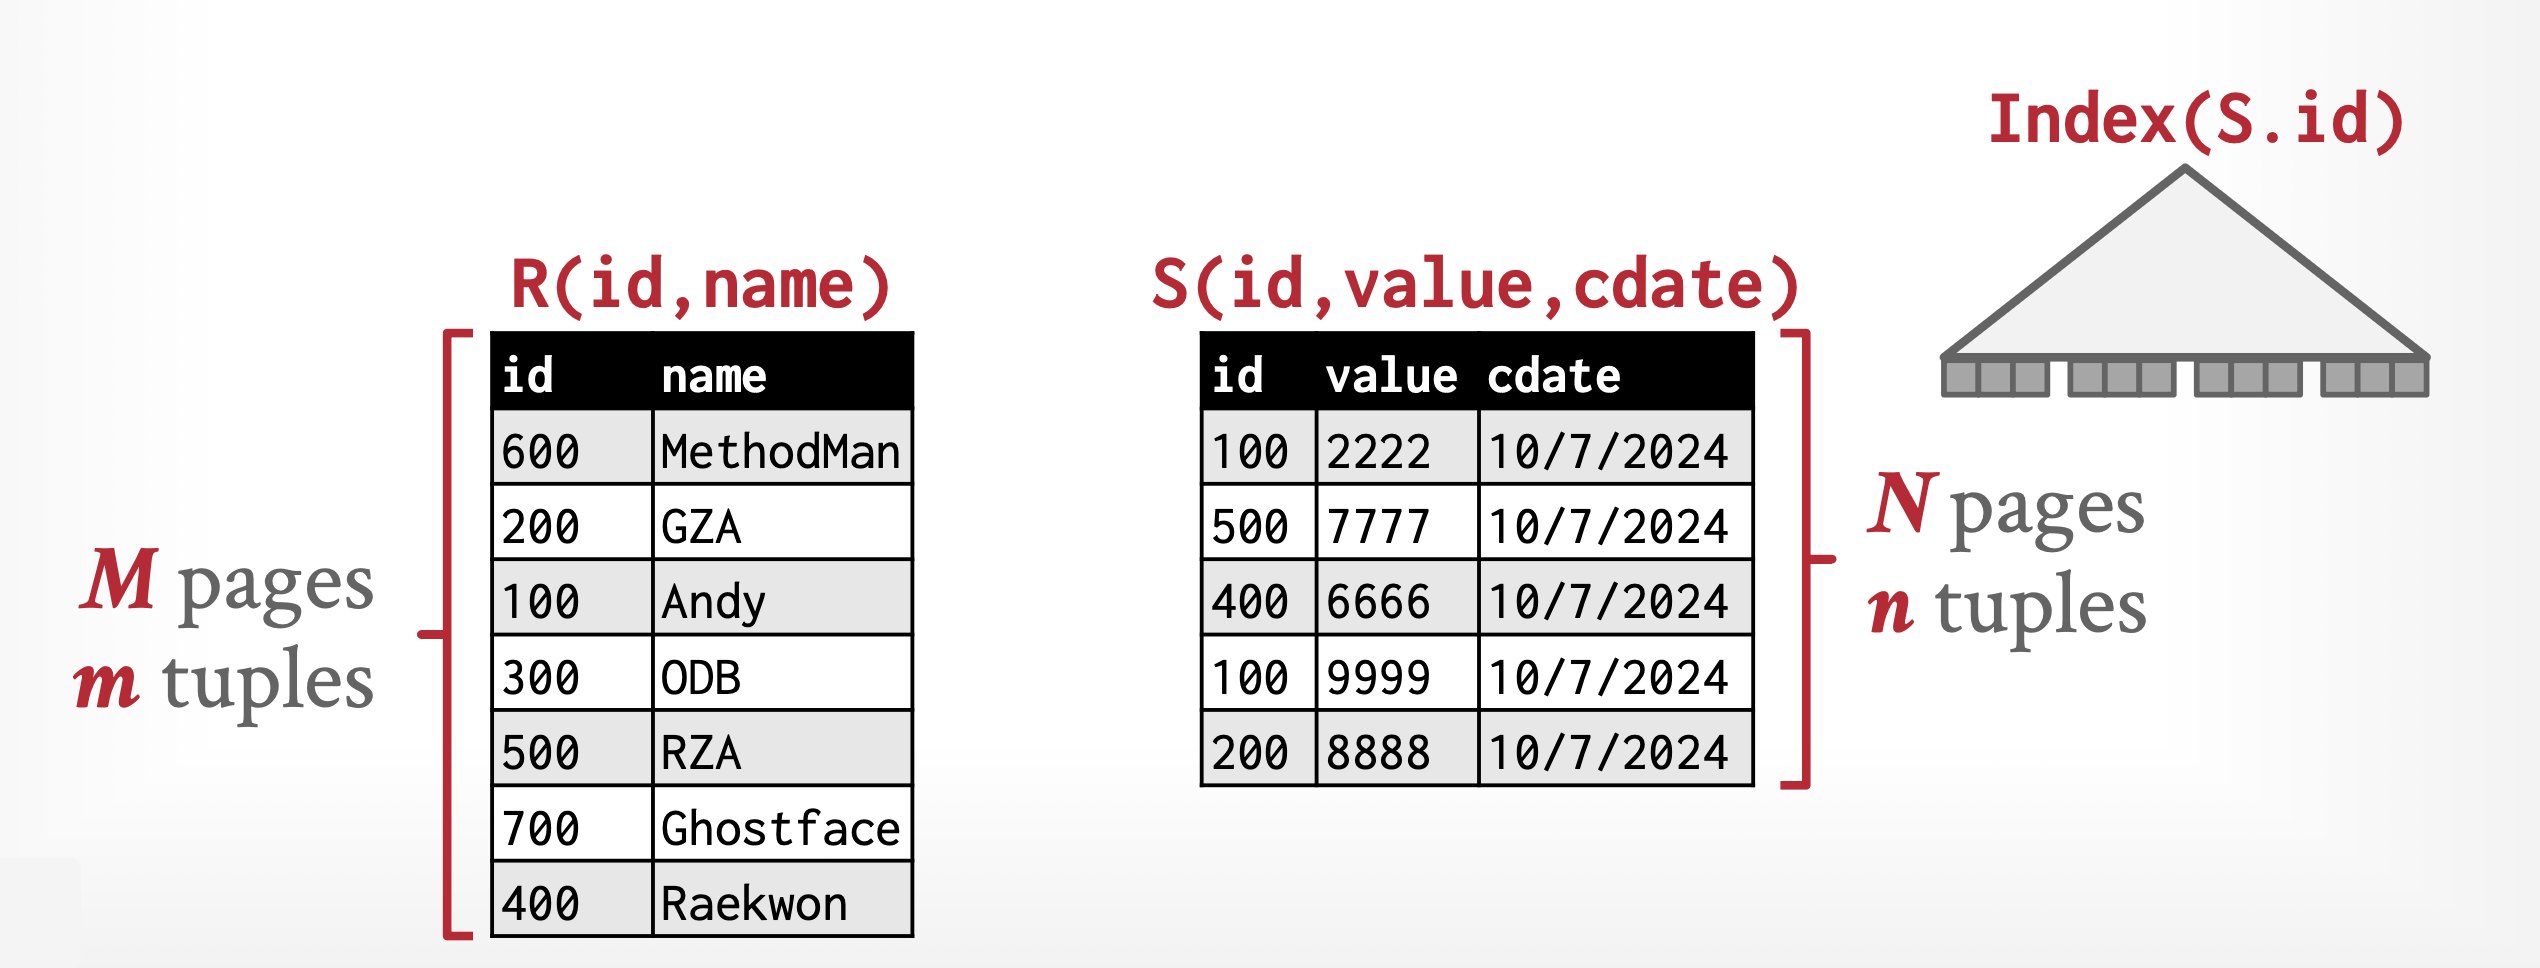 Index(S.id)
R(id,name)
id name
600 MethodMan
200 GZA
100 Andy
300 ODB
500 RZA
700 Ghostface
400 Raekwon
M pages
m tuples
S(id,value,cdate)
id value cdate
100 2222 10/7/2024
500 7777 10/7/2024
400 6666 10/7/2024
100 9999 10/7/2024
200 8888 10/7/2024
N pages
n tuples